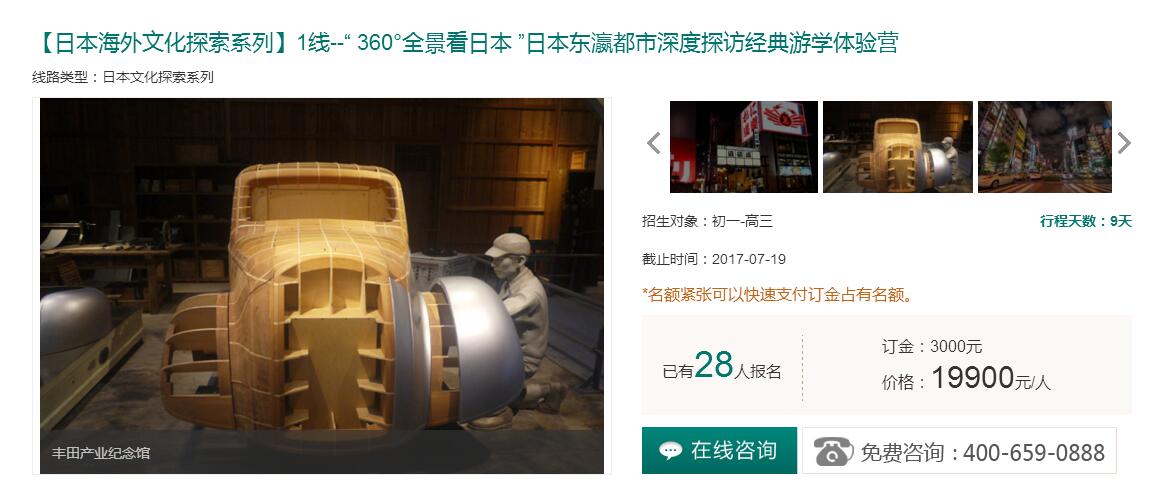 【日本海外文化探索系列】1线--“ 360°全景看日本 ”日本东瀛都市深度探访经典游学体验营
线路类型：日本文化探索系列
招生对象：初一-高三
行程天数：9天
截止时间：2017-07-19
*名额紧张可以快速支付订金占有名额。
已有28人报名
订金：3000元
价格：19900元/人
丰田产业纪念馆
在线咨询
免费咨询：400-659-0888